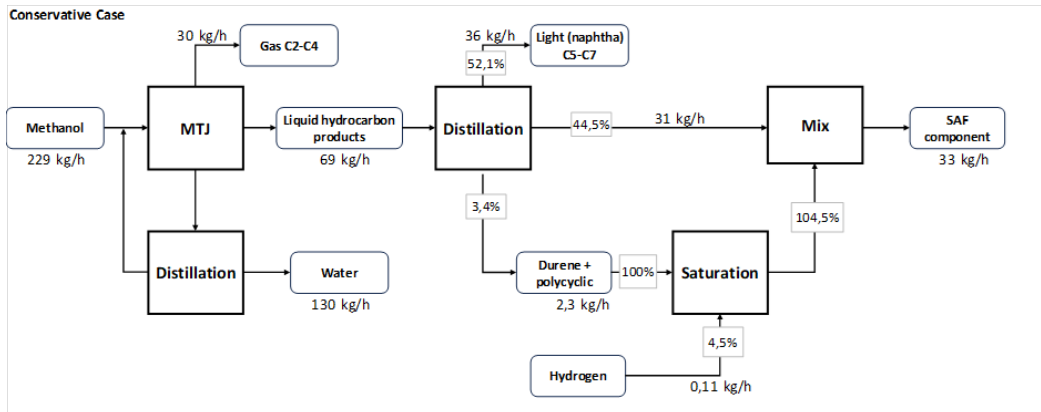 Conservative Case
30 kg/h
Gas C2-C4
36 kg/h
Light (naphtha)
C5-C7
52,1%
Methanol
229 kg/h
MTJ
Liquid hydrocarbon
products
69 kg/h
Distillation
44,5%
31 kg/h
Mix
SAF
component
33 kg/h
3,4%
104,5%
Distillation
Water
130 kg/h
Durene +
polycyclic
2,3 kg/h
100%
Saturation
4,5%
Hydrogen
0,11 kg/h